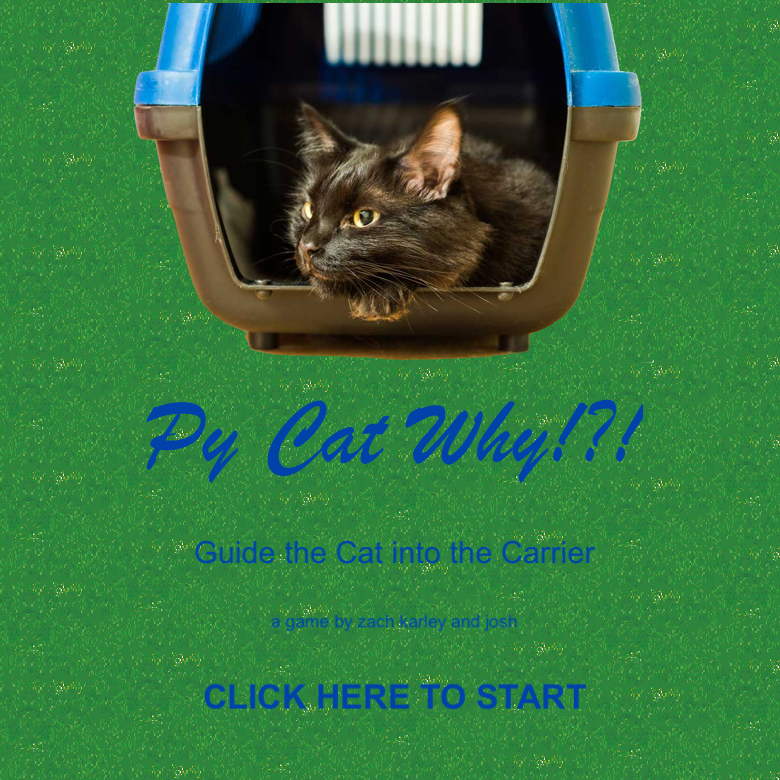 Py Cat Why!?!
Guide the Cat into the Carrier
a game by zach karley and josh
CLICK HERE TO START